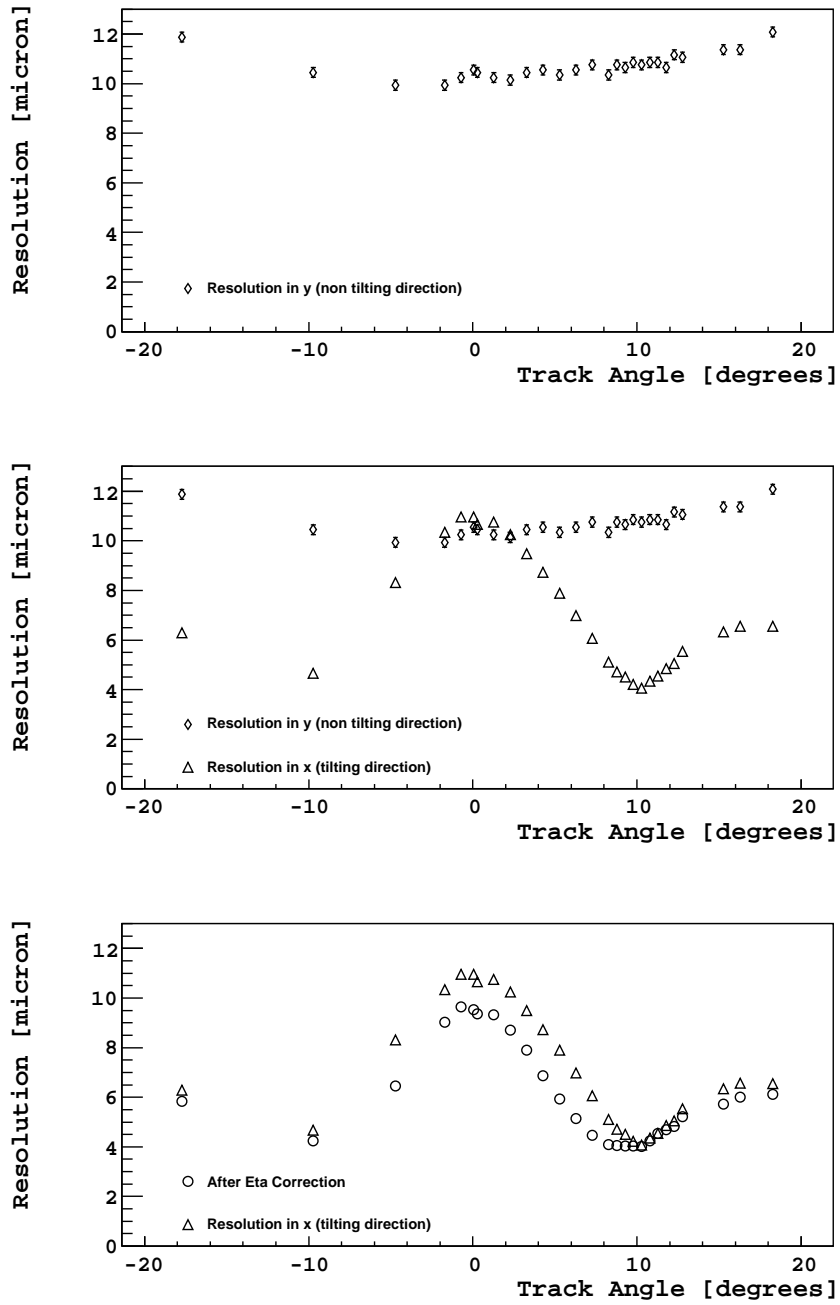 Resolution [micron]
12
10
8
6
4
2
0
Resolution in y (non tilting direction)
-20 -10 0 10 20
Track Angle [degrees]
Resolution [micron]
12
10
8
6
4
2
0
Resolution in y (non tilting direction)
Resolution in x (tilting direction)
-20 -10 0 10 20
Track Angle [degrees]
Resolution [micron]
12
10
8
6
4
2
0
After Eta Correction
Resolution in x (tilting direction)
-20 -10 0 10 20
Track Angle [degrees]